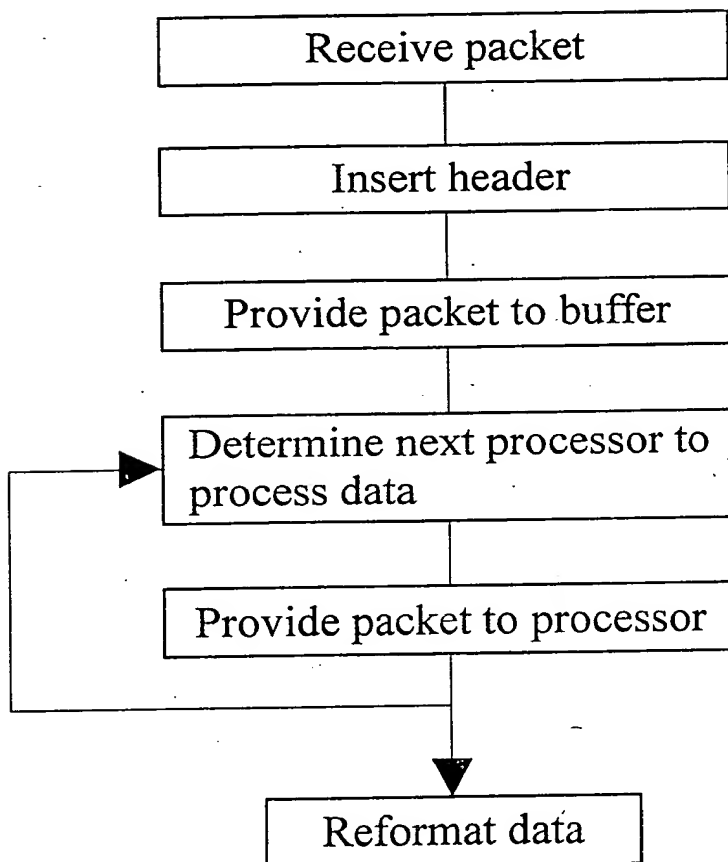 Receive packet
Insert header
Provide packet to buffer
Determine next processor to
process data
Provide packet to processor
Reformat data